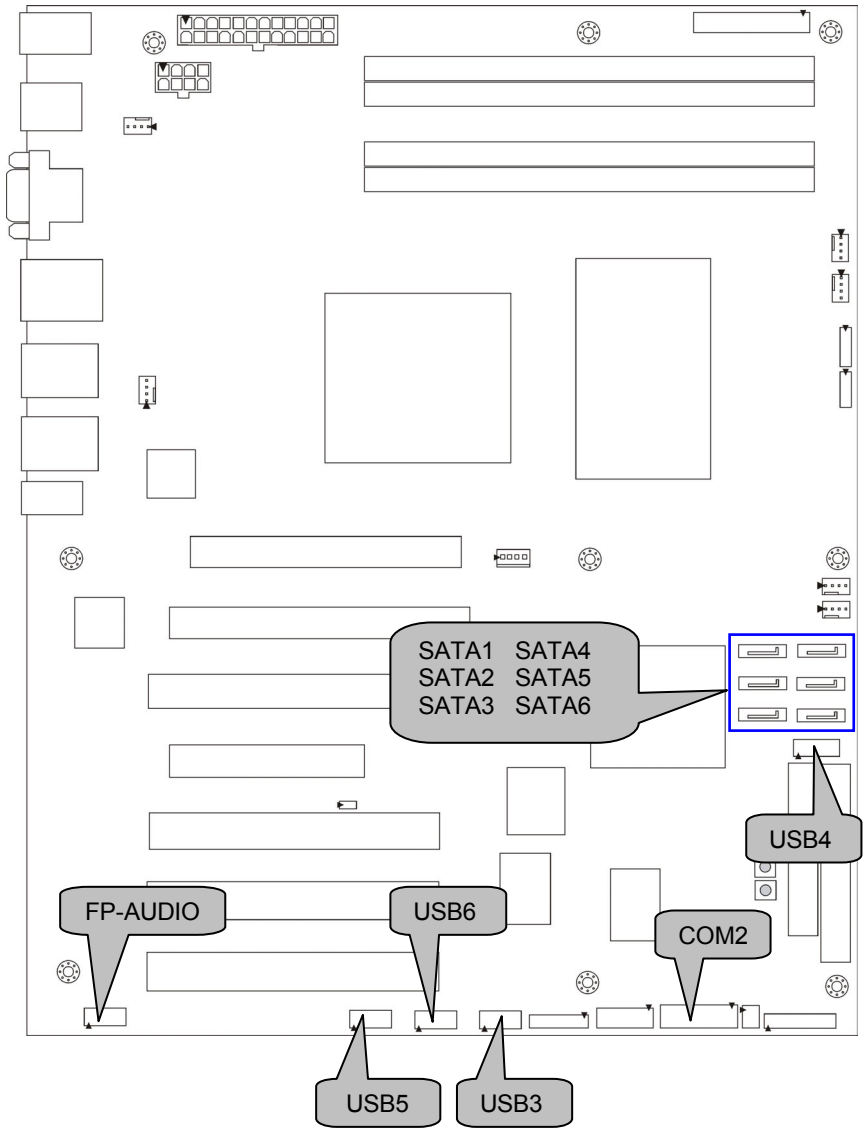 SATA1 SATA4
SATA2 SATA5
SATA3 SATA6
USB4
FP-AUDIO
USB6
COM2
USB5
USB3